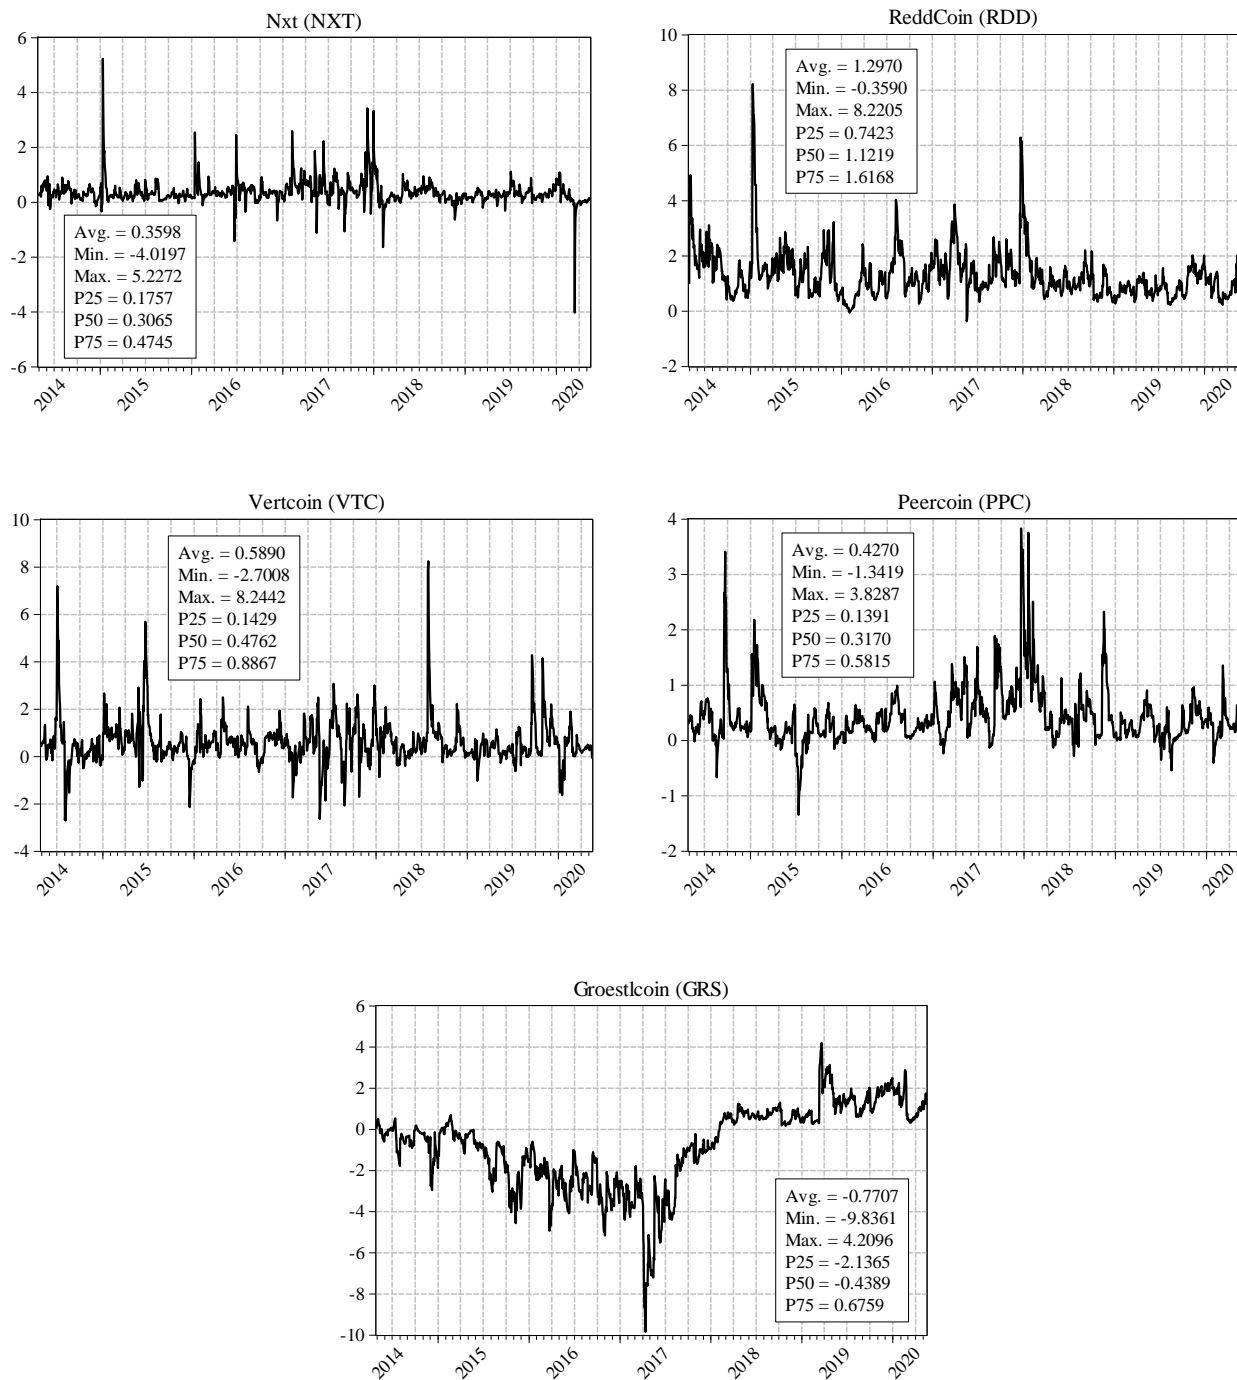 Nxt (NXT)
6
4
2
0
-2
-4
-6
Avg. = 0.3598
Min. = -4.0197
Max. = 5.2272
P25 = 0.1757
P50 = 0.3065
P75 = 0.4745
2014 2015 2016 2017 2018 2019 2020
ReddCoin (RDD)
10
8
6
4
2
0
-2
Avg. = 1.2970
Min. = -0.3590
Max. = 8.2205
P25 = 0.7423
P50 = 1.1219
P75 = 1.6168
2014 2015 2016 2017 2018 2019 2020
Vertcoin (VTC)
10
8
6
4
2
0
-2
-4
Avg. = 0.5890
Min. = -2.7008
Max. = 8.2442
P25 = 0.1429
P50 = 0.4762
P75 = 0.8867
2014 2015 2016 2017 2018 2019 2020
Peercoin (PPC)
4
3
2
1
0
-1
-2
Avg. = 0.4270
Min. = -1.3419
Max. = 3.8287
P25 = 0.1391
P50 = 0.3170
P75 = 0.5815
2014 2015 2016 2017 2018 2019 2020
Groestlcoin (GRS)
6
4
2
0
-2
-4
-6
-8
-10
Avg. = -0.7707
Min. = -9.8361
Max. = 4.2096
P25 = -2.1365
P50 = -0.4389
P75 = 0.6759
2014 2015 2016 2017 2018 2019 2020